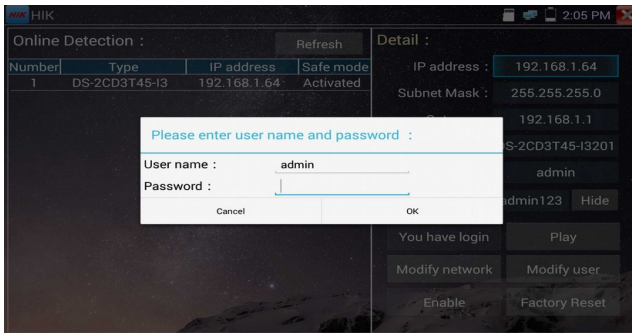 HIK HIK 2:05 PM
Online Detection : Refresh
Number Type IP address Safe mode
1 DS-2CD3T45-I3 192.168.1.64 Activated
Detail :
IP address : 192.168.1.64
Subnet Mask : 255.255.255.0
192.168.1.1
S-2CD3T45-I3201
admin
admin123 Hide
You have login Play
Modify network Modify user
Enable Factory Reset
Please enter user name and password :
User name : admin
Password :
Cancel OK